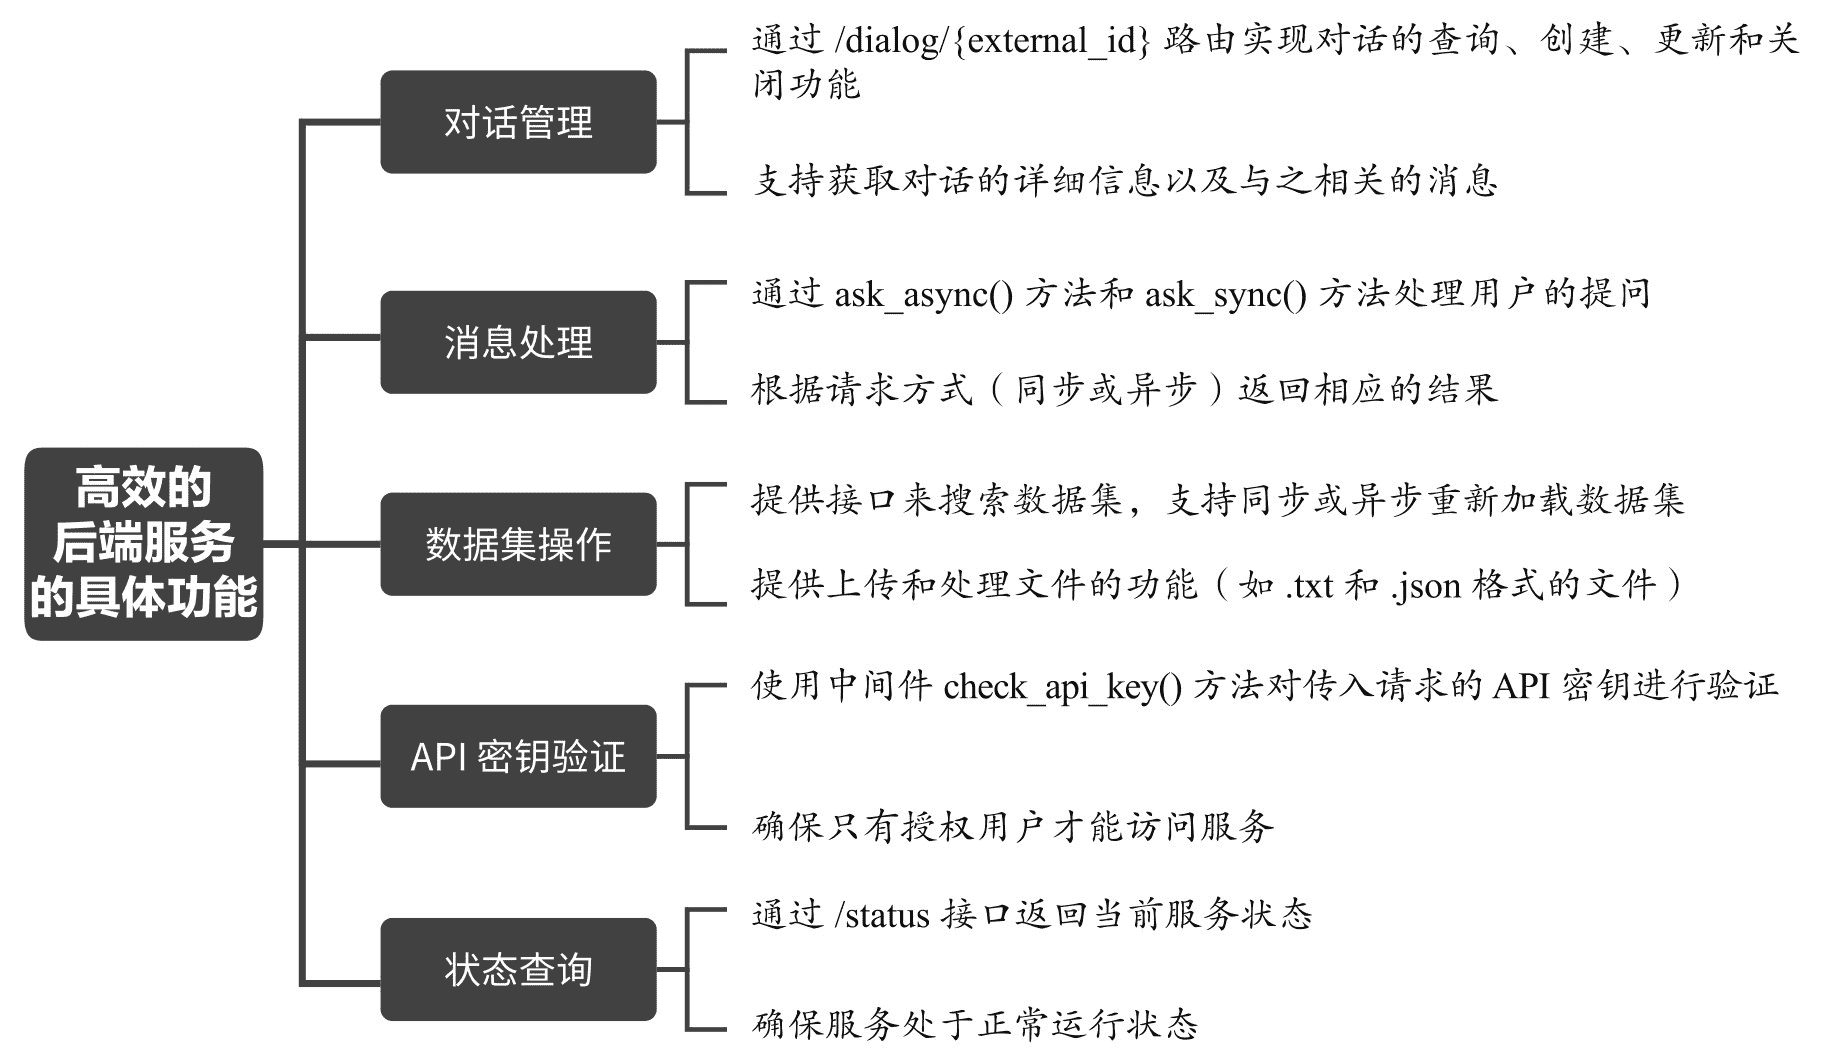 高效的
后端服务
的具体功能
对话管理
通过 /dialog/{external_id} 路由实现对话的查询、创建、更新和关
闭功能
支持获取对话的详细信息以及与之相关的消息
消息处理
通过 ask_async() 方法和 ask_sync() 方法处理用户的提问
根据请求方式（同步或异步）返回相应的结果
数据集操作
提供接口来搜索数据集，支持同步或异步重新加载数据集
提供上传和处理文件的功能（如 .txt 和 .json 格式的文件）
API 密钥验证
使用中间件 check_api_key() 方法对传入请求的 API 密钥进行验证
确保只有授权用户才能访问服务
状态查询
通过 /status 接口返回当前服务状态
确保服务处于正常运行状态